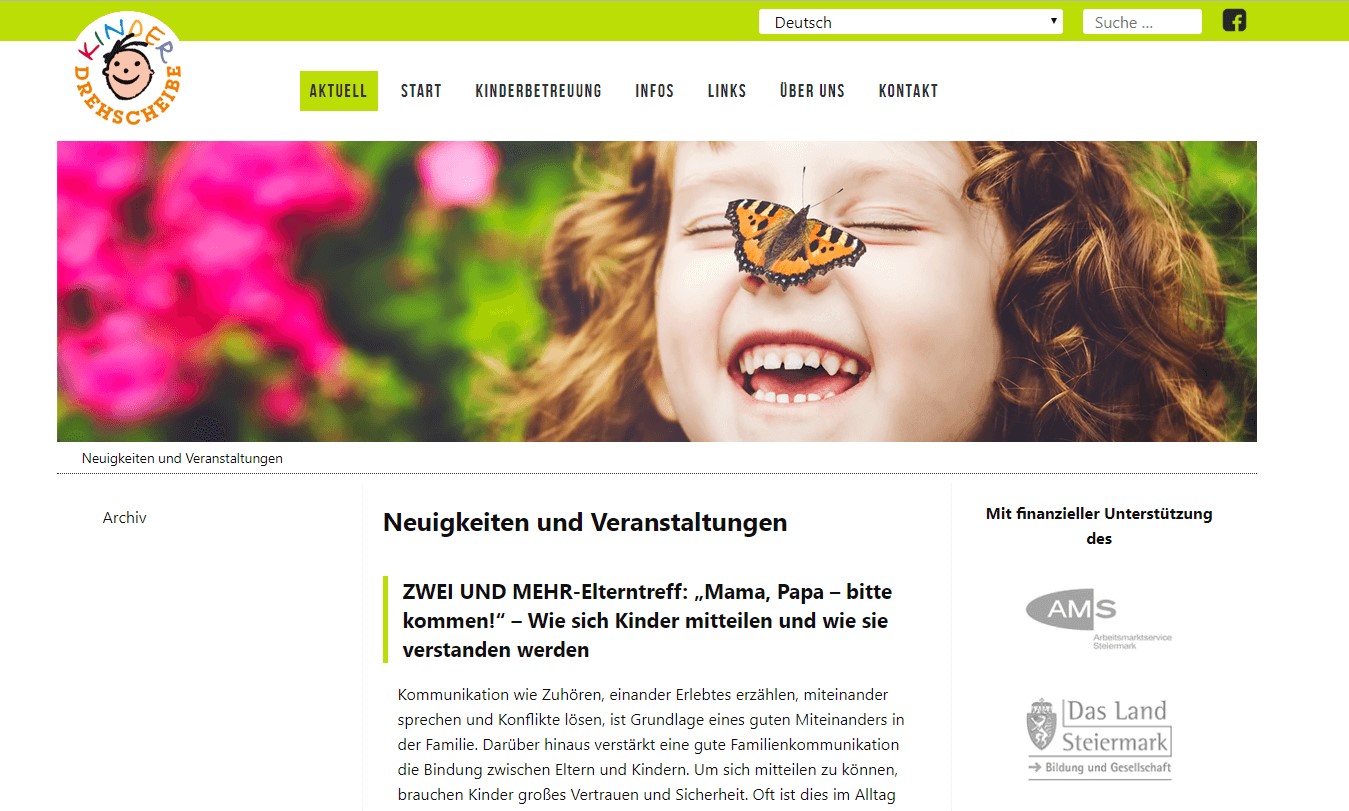 Deutsch
Suche ...
KINDER
DREHSCHEIBE
AKTUELL START KINDERBETREUUNG INFOS LINKS ÜBER UNS KONTAKT
Neuigkeiten und Veranstaltungen
Archiv
Neuigkeiten und Veranstaltungen
ZWEI UND MEHR-Elterntreff: „Mama, Papa – bitte
kommen!“ – Wie sich Kinder mitteilen und wie sie
verstanden werden
Kommunikation wie Zuhören, einander Erlebtes erzählen, miteinander
sprechen und Konflikte lösen, ist Grundlage eines guten Miteinanders in
der Familie. Darüber hinaus verstärkt eine gute Familienkommunikation
die Bindung zwischen Eltern und Kindern. Um sich mitteilen zu können,
brauchen Kinder großes Vertrauen und Sicherheit. Oft ist dies im Alltag
Mit finanzieller Unterstützung
des
AMS
Arbeitsmarktservice
Steiermark
Das Land
Steiermark
→ Bildung und Gesellschaft